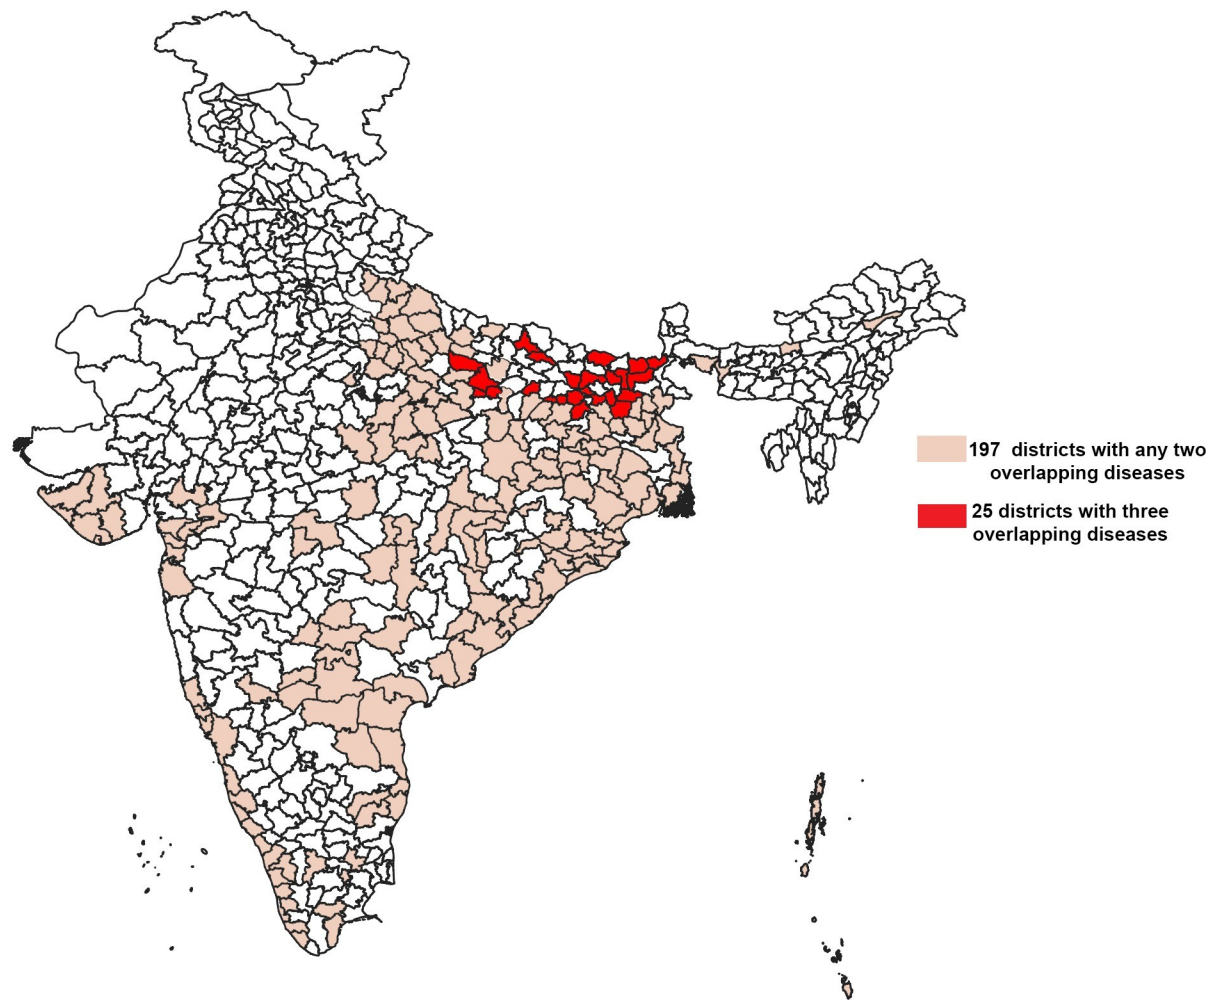 197 districts with any two
overlapping diseases
25 districts with three
overlapping diseases